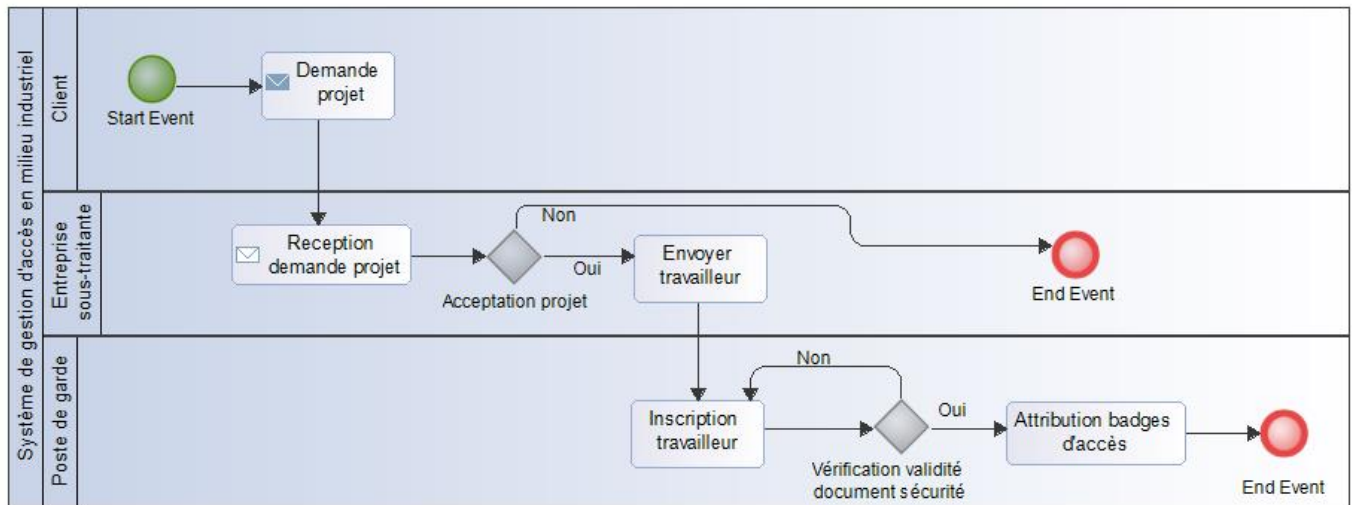 Système de gestion d'accès en milieu industriel
Client
Start Event
Demande
projet
Entreprise
sous-traitante
Reception
demande projet
Non
Oui
Acceptation projet
Envoyer
travailleur
End Event
Poste de garde
Inscription
travailleur
Non
Oui
Vérification validité
document sécurité
Attribution badges
d'accès
End Event